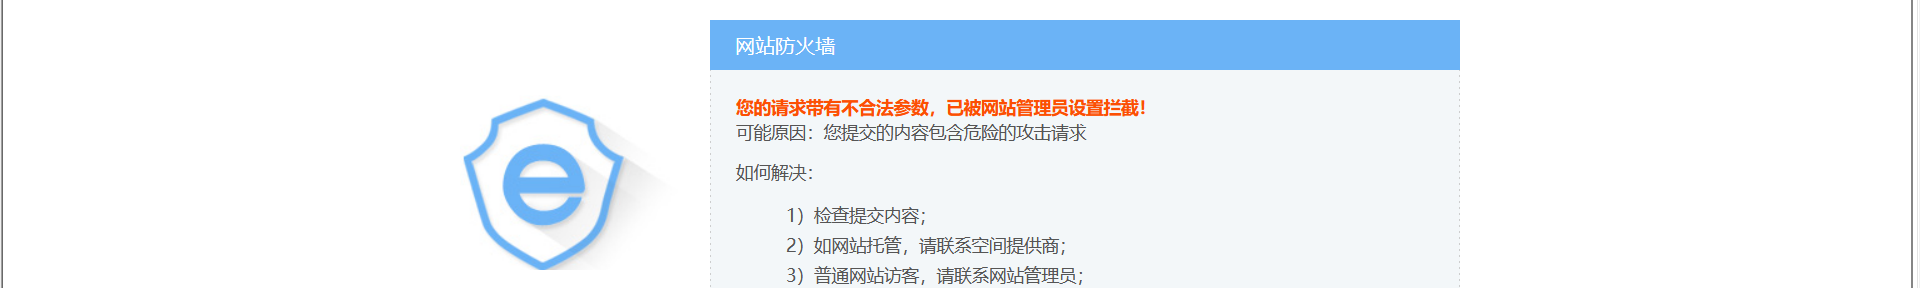 网站防火墙
您的请求带有不合法参数，已被网站管理员设置拦截！
可能原因：您提交的内容包含危险的攻击请求
如何解决：
1）检查提交内容；
2）如网站托管，请联系空间提供商；
3）普通网站访客，请联系网站管理员；